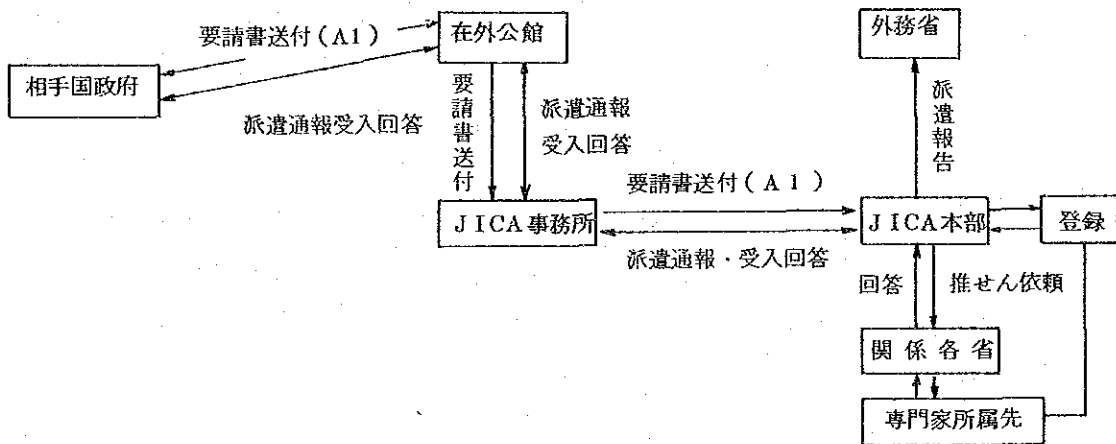 要請書送付(A1)
在外公館
外務省
相手国政府
派遣通報受入回答
要請書送付
派遣通報
受入回答
派遣報告
要請書送付(A1)
JICA事務所
JICA本部
登録
派遣通報・受入回答
回答
推せん依頼
関係各省
専門家所属先